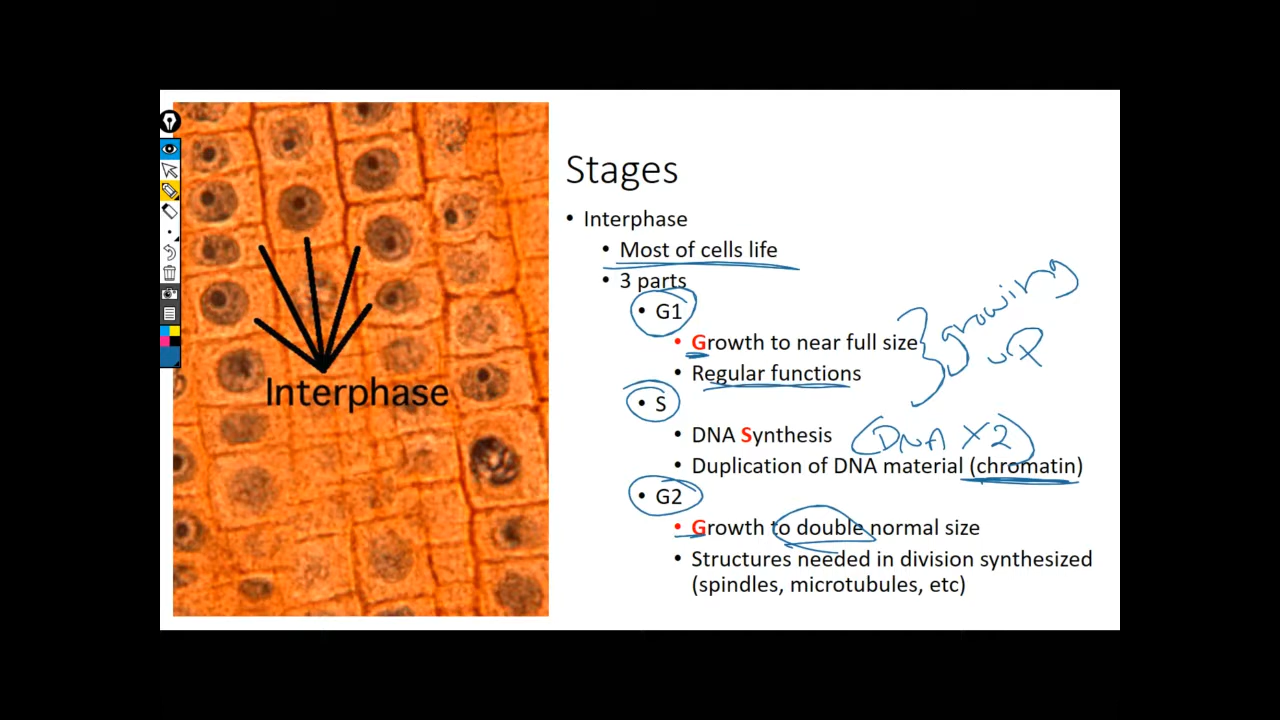 Stages
• Interphase
• Most of cells life
• 3 parts
• G1
• Growth to near full size
• Regular functions
growing
up
• S
• DNA Synthesis
DNA X2
• Duplication of DNA material (chromatin)
• G2
• Growth to double normal size
• Structures needed in division synthesized
(spindles, microtubules, etc)
Interphase